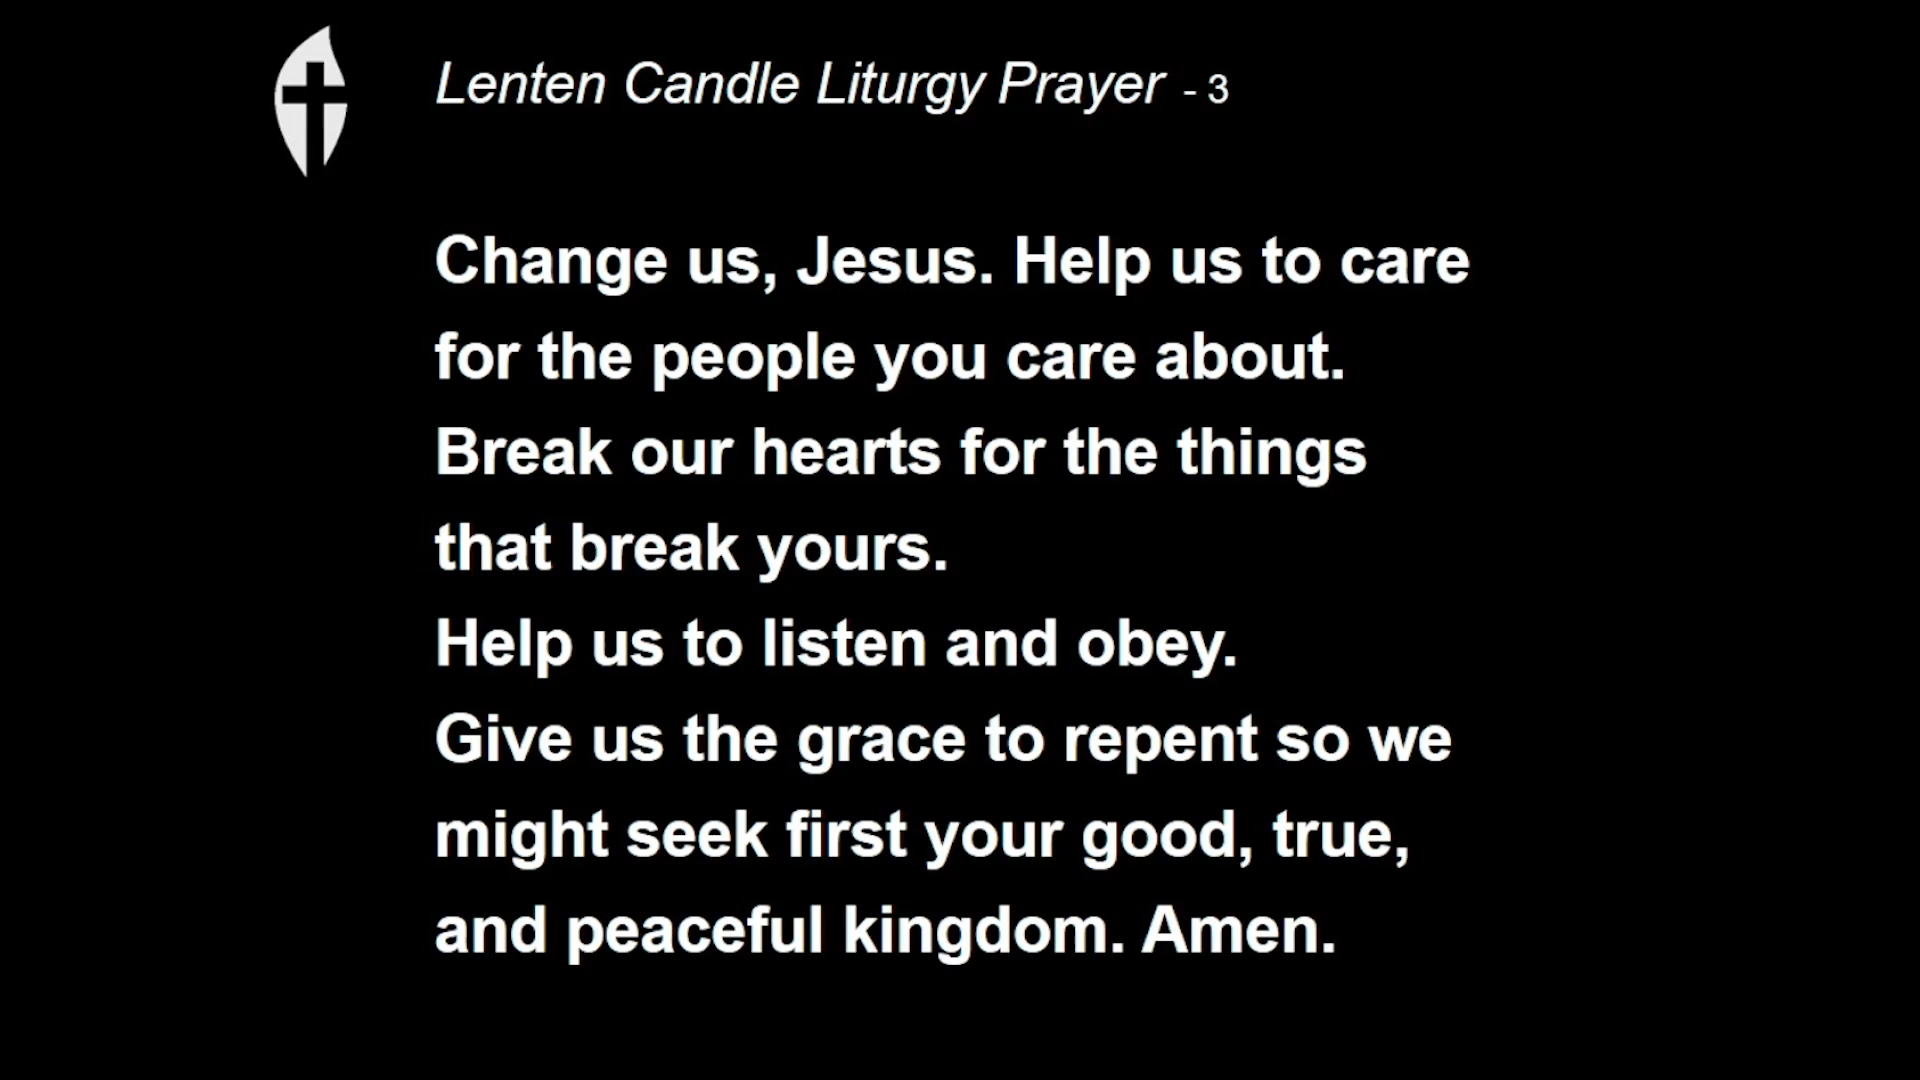 Lenten Candle Liturgy Prayer - 3
Change us, Jesus. Help us to care
for the people you care about.
Break our hearts for the things
that break yours.
Help us to listen and obey.
Give us the grace to repent so we
might seek first your good, true,
and peaceful kingdom. Amen.